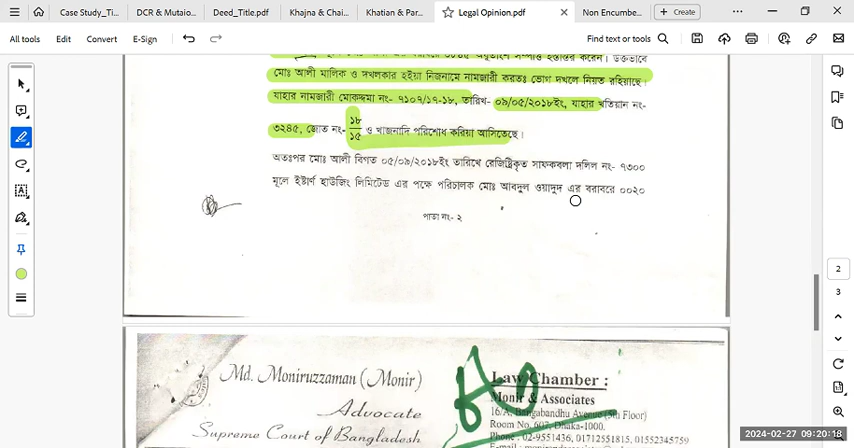 Case Study_Ti...
DCR & Mutaio...
Deed_Title.pdf
Khajna & Chai...
Khatian & Par...
Legal Opinion.pdf
Non Encumbe...
Create
All tools
Edit
Convert
E-Sign
Find text or tools
মোঃ আলী মালিক ও দখলকার হইয়া নিজনামে নামজারী করতঃ ভোগ দখলে নিয়ত রহিয়াছে।
যাহার নামজারী মোকদ্দমা নং- ৭১০৭/১৭-১৮, তারিখ- ০৯/০৫/২০১৮ইং, যাহার খতিয়ান নং-
৩২৪৫, জোত নং- ১৮/১৫ ও খাজনাদি পরিশোধ করিয়া আসিতেছে।
অতঃপর মোঃ আলী বিগত ০৫/০৯/২০১৮ইং তারিখে রেজিষ্ট্রিকৃত সাফকবলা দলিল নং- ৭৩০০
মূলে ইষ্টার্ণ হাউজিং লিমিটেড এর পক্ষে পরিচালক মোঃ আবদুল ওয়াদুদ এর বরাবরে ০০২০
পাতা নং- ২
2
3
Md. Moniruzzaman (Monir)
Advocate
Supreme Court of Bangladesh
Law Chamber :
Monir & Associates
16/A, Bangabandhu Avenue (5th Floor)
Room No. 607, Dhaka-1000.
Phone : 02-9551436, 01712551815, 01552345759
2024-02-27 09:20:18